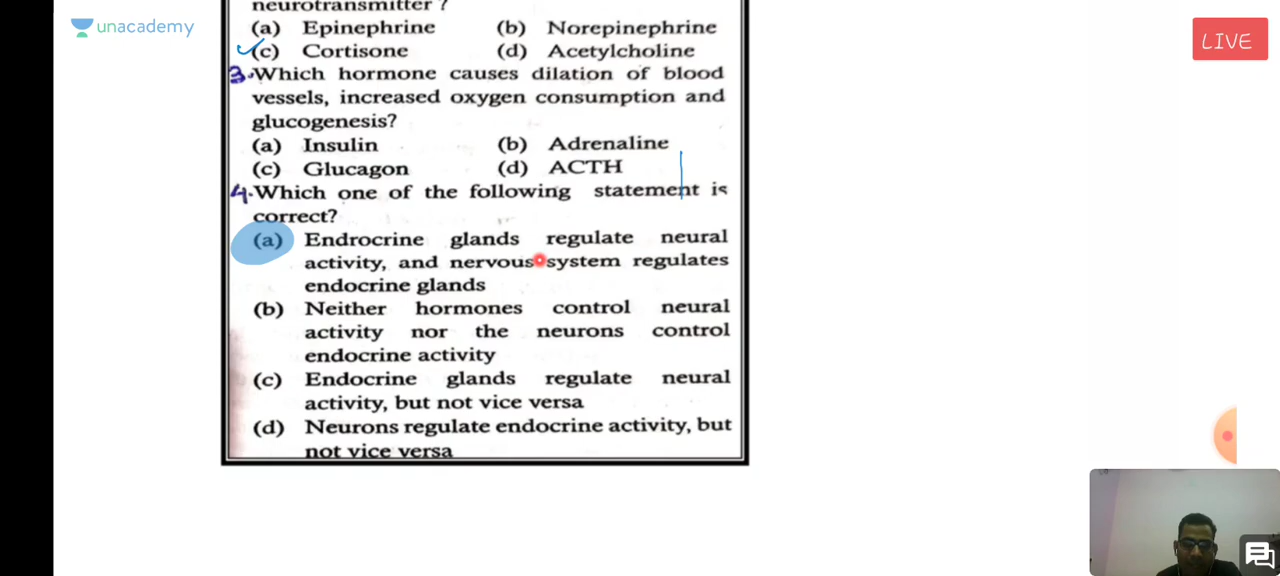 unacademy
LIVE
neurotransmitter ?
(a) Epinephrine (b) Norepinephrine
(c) Cortisone (d) Acetylcholine
3. Which hormone causes dilation of blood
vessels, increased oxygen consumption and
glucogenesis?
(a) Insulin (b) Adrenaline
(c) Glucagon (d) ACTH
4. Which one of the following statement is
correct?
(a) Endrocrine glands regulate neural
activity, and nervous system regulates
endocrine glands
(b) Neither hormones control neural
activity nor the neurons control
endocrine activity
(c) Endocrine glands regulate neural
activity, but not vice versa
(d) Neurons regulate endocrine activity, but
not vice versa